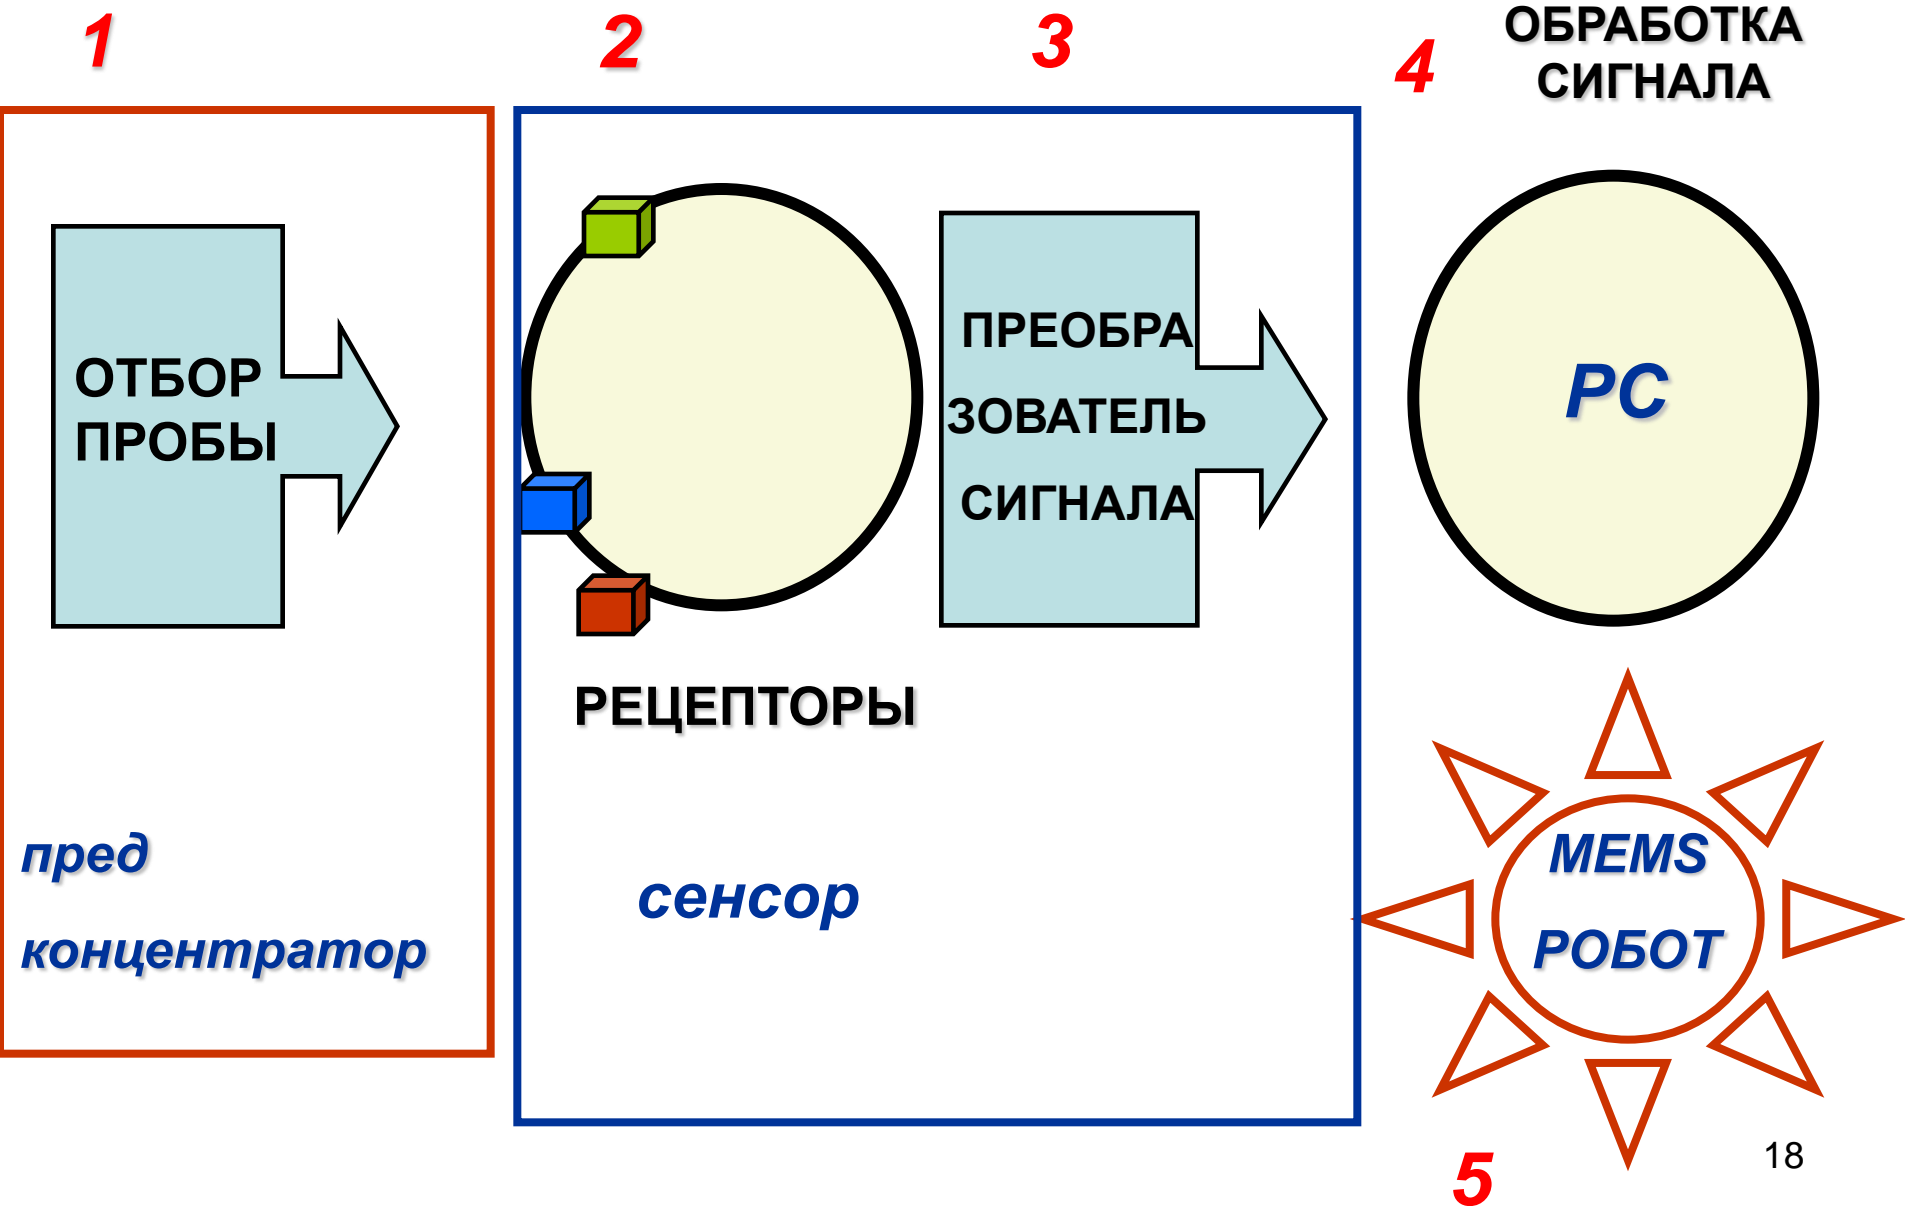 1
2
3
4
ОБРАБОТКА
СИГНАЛА
ОТБОР
ПРОБЫ
ПРЕОБРА
ЗОВАТЕЛЬ
СИГНАЛА
PC
РЕЦЕПТОРЫ
пред
концентратор
сенсор
MEMS
РОБОТ
5
18